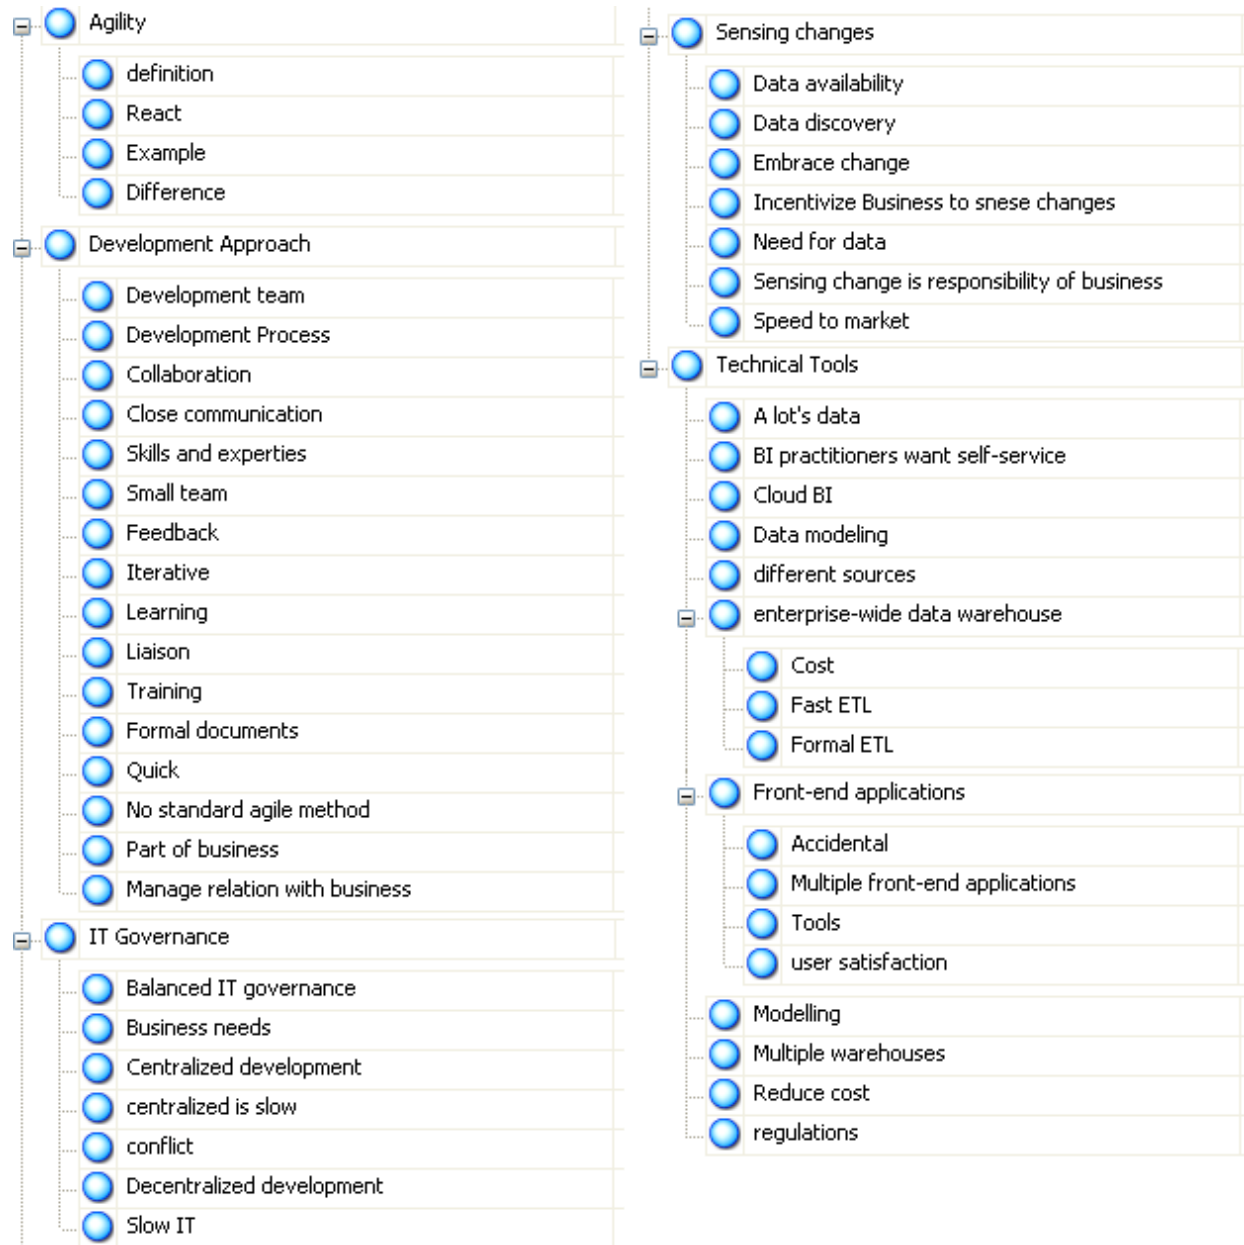 Agility
definition
React
Example
Difference
Development Approach
Development team
Development Process
Collaboration
Close communication
Skills and experties
Small team
Feedback
Iterative
Learning
Liaison
Training
Formal documents
Quick
No standard agile method
Part of business
Manage relation with business
IT Governance
Balanced IT governance
Business needs
Centralized development
centralized is slow
conflict
Decentralized development
Slow IT
Sensing changes
Data availability
Data discovery
Embrace change
Incentivize Business to snese changes
Need for data
Sensing change is responsibility of business
Speed to market
Technical Tools
A lot's data
BI practitioners want self-service
Cloud BI
Data modeling
different sources
enterprise-wide data warehouse
Cost
Fast ETL
Formal ETL
Front-end applications
Accidental
Multiple front-end applications
Tools
user satisfaction
Modelling
Multiple warehouses
Reduce cost
regulations